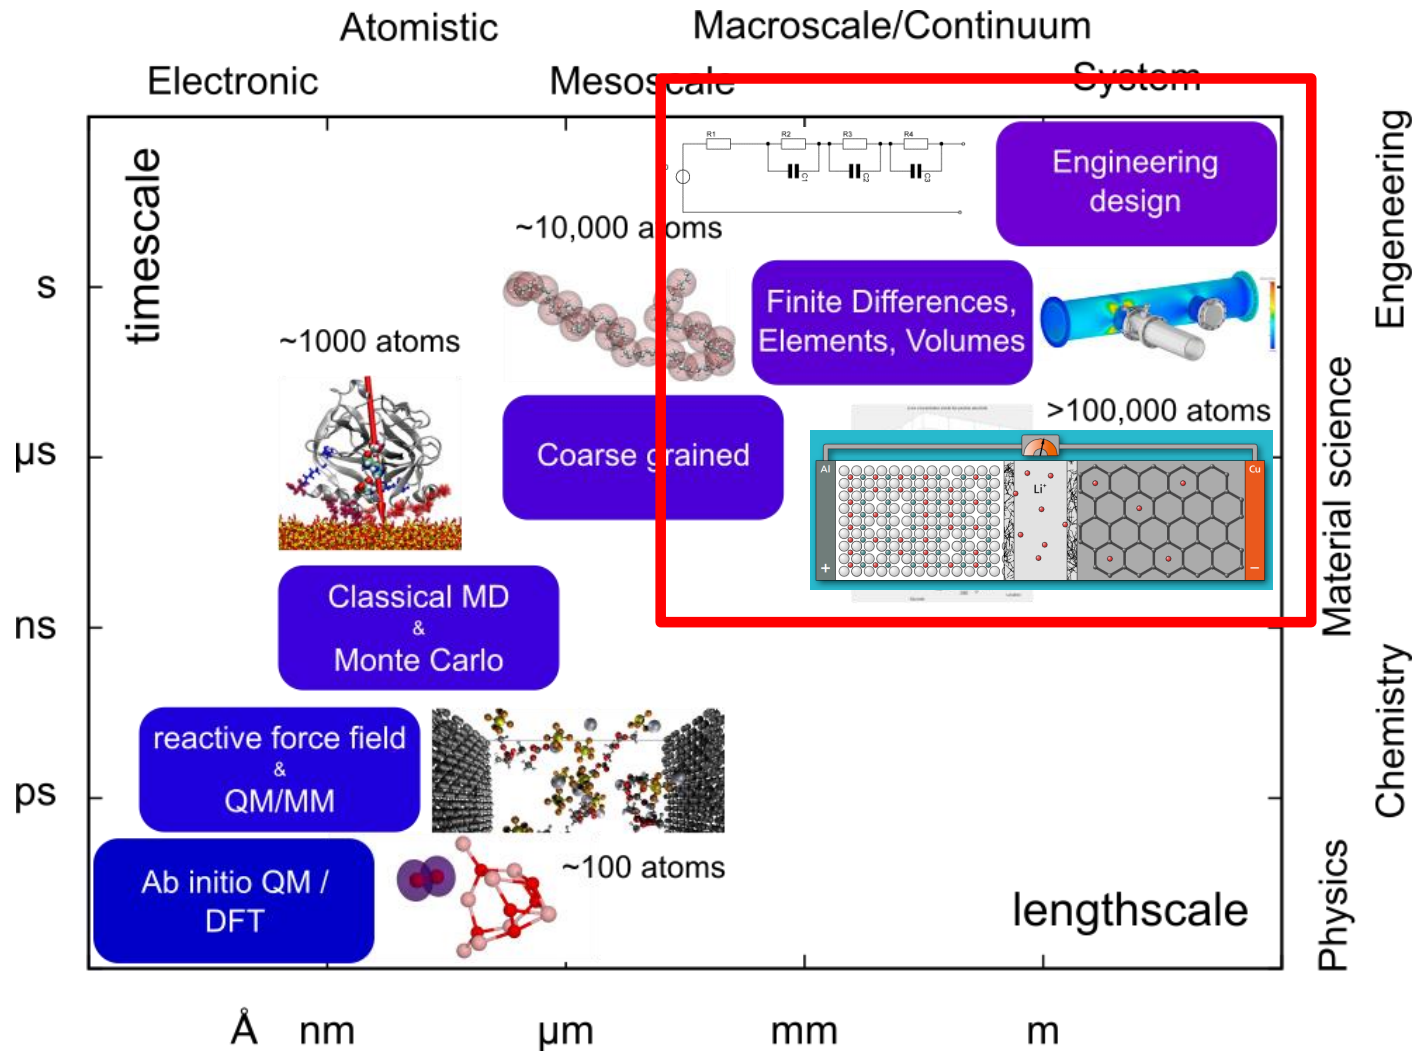 Atomistic
Macroscale/Continuum
Electronic
Mesoscale
System
timescale
R1
R2
R3
R4
C1
C2
C3
Engineering
design
Engeneering
~10,000 atoms
s
Finite Differences,
Elements, Volumes
~1000 atoms
>100,000 atoms
Coarse grained
µs
Al
Li+
Cu
+
−
Material science
Classical MD
&
Monte Carlo
ns
reactive force field
&
QM/MM
Chemistry
ps
Ab initio QM /
DFT
~100 atoms
lengthscale
Physics
Å
nm
µm
mm
m